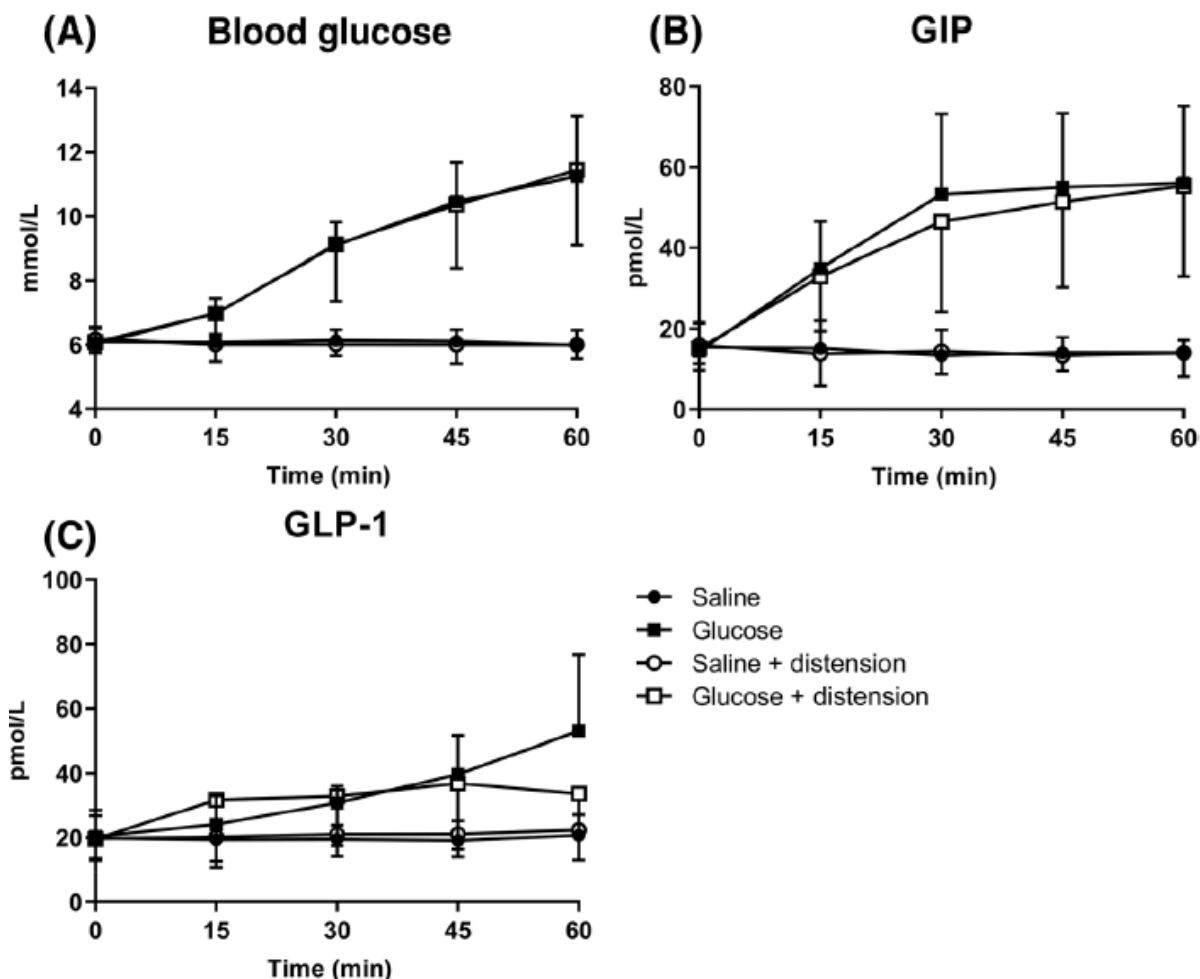 (A) Blood glucose
14
12
10
8
6
4
mmol/L
0 15 30 45 60
Time (min)
(B) GIP
80
60
40
20
0
pmol/L
0 15 30 45 60
Time (min)
(C) GLP-1
100
80
60
40
20
0
pmol/L
0 15 30 45 60
Time (min)
Saline
Glucose
Saline + distension
Glucose + distension